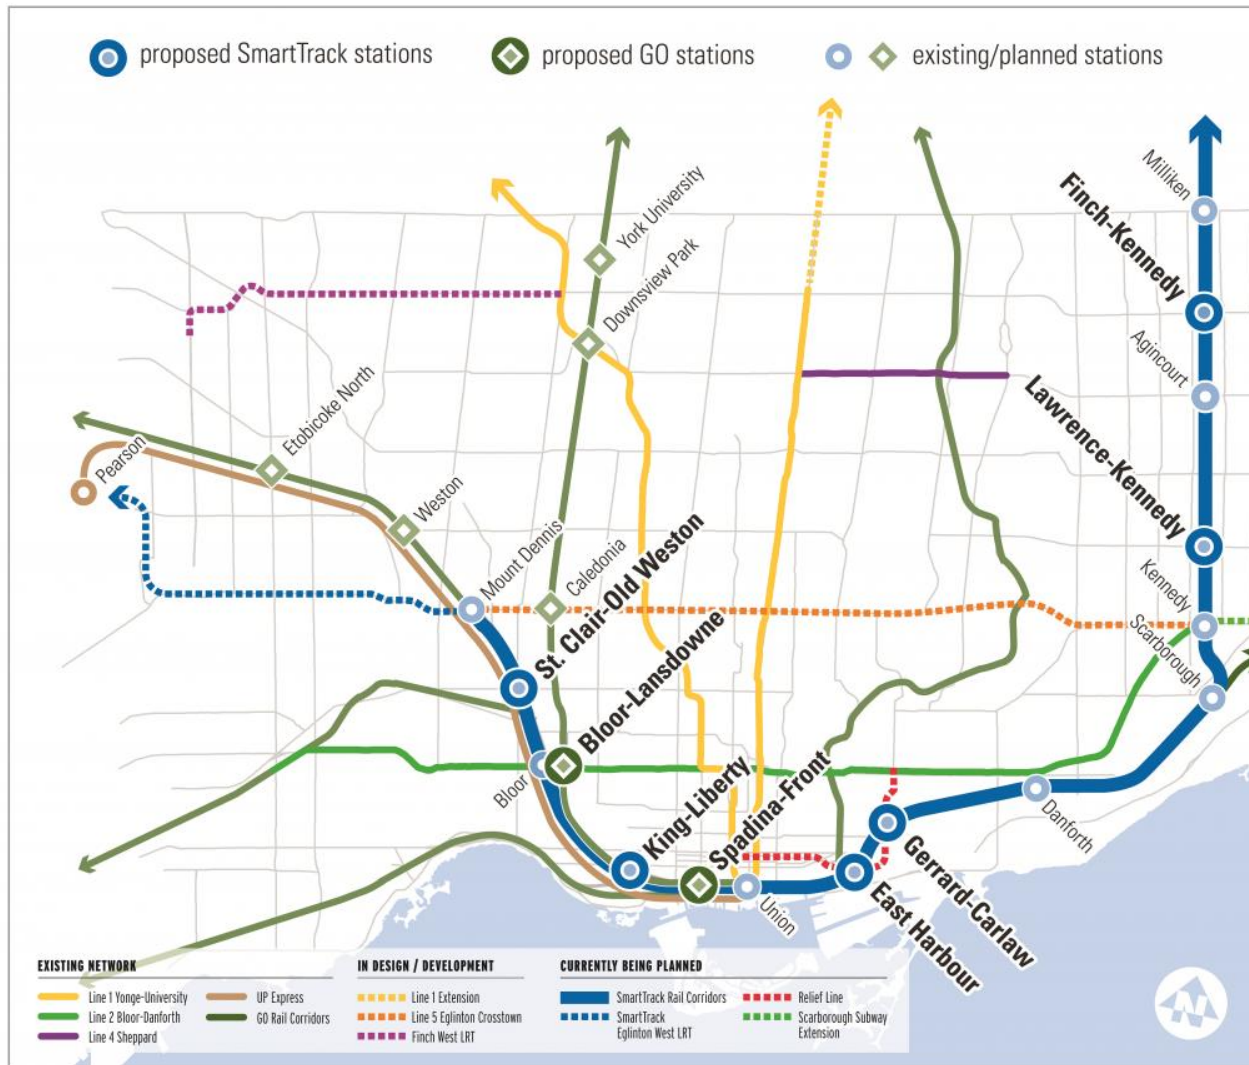 proposed SmartTrack stations
proposed GO stations
existing/planned stations
Milliken
Finch-Kennedy
York University
Downsview Park
Agincourt
Lawrence-Kennedy
Etobicoke North
Pearson
Weston
Mount Dennis
Caledonia
St. Clair-Old Weston
Kennedy
Scarborough
Bloor-Lansdowne
Bloor
King-Liberty
Spadina-Front
Danforth
Gerrard-Carlaw
Union
East Harbour
EXISTING NETWORK
Line 1 Yonge-University
Line 2 Bloor-Danforth
Line 4 Sheppard
UP Express
GO Rail Corridors
IN DESIGN / DEVELOPMENT
Line 1 Extension
Line 5 Eglinton Crosstown
Finch West LRT
CURRENTLY BEING PLANNED
SmartTrack Rail Corridors
SmartTrack
Eglinton West LRT
Relief Line
Scarborough Subway
Extension
N